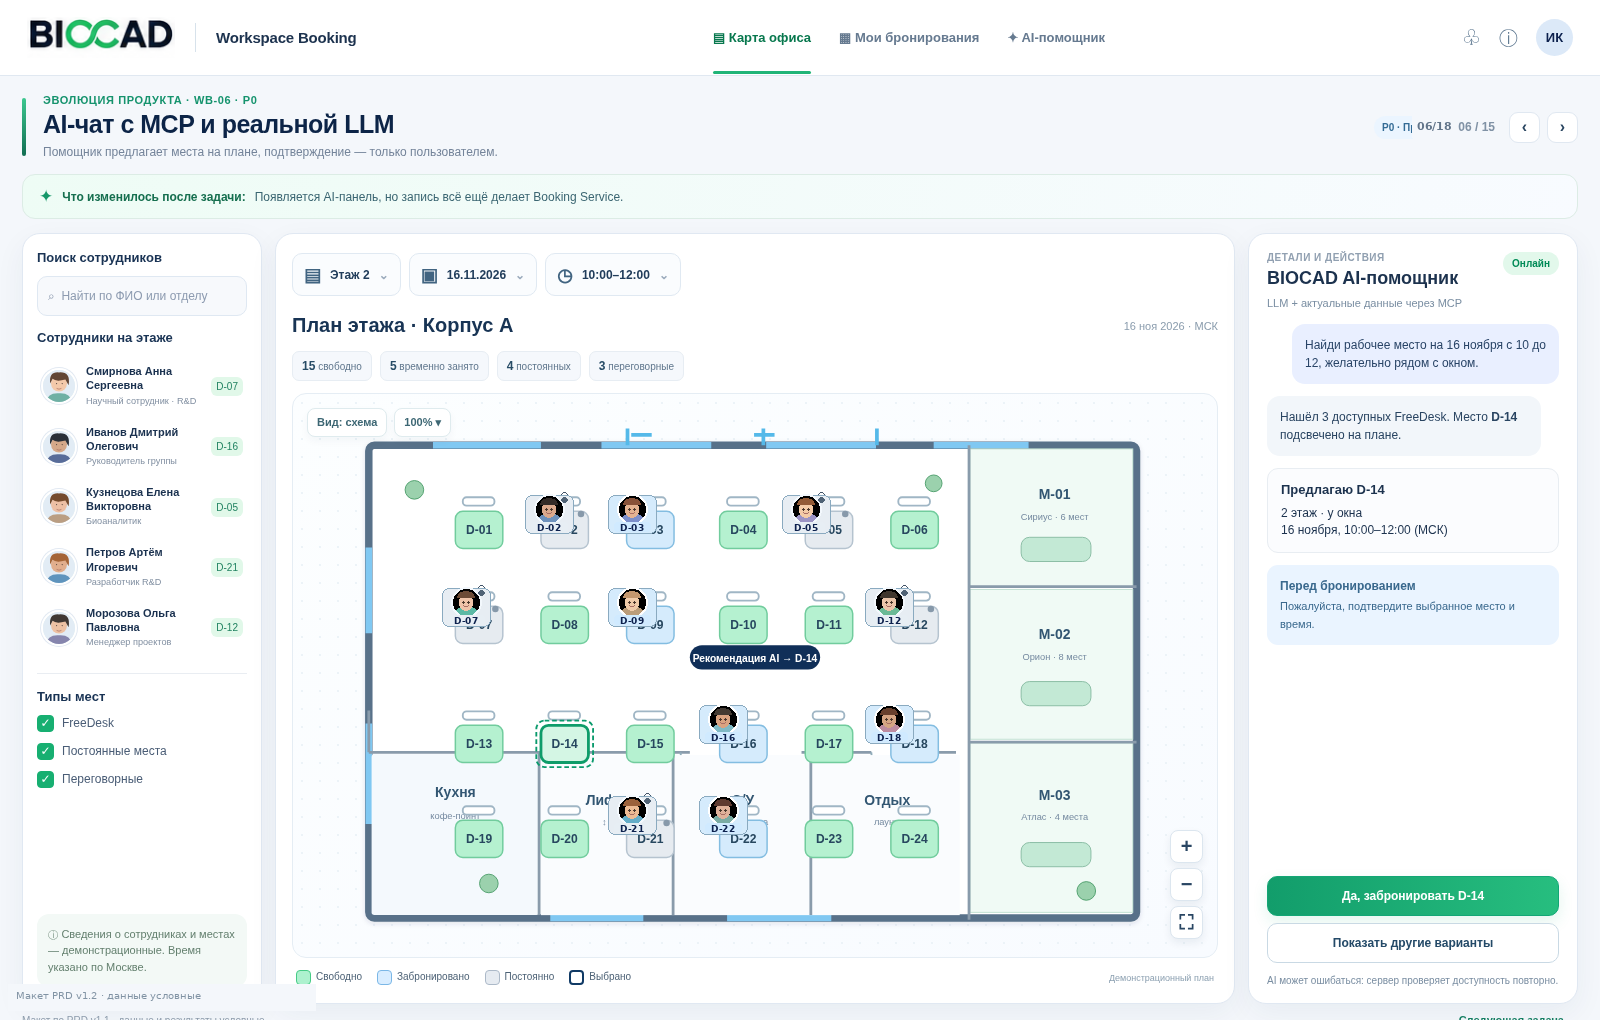 BIOCAD
Workspace Booking
Карта офиса
Мои бронирования
AI-помощник
ИК
ЭВОЛЮЦИЯ ПРОДУКТА · WB-06 · P0
AI-чат с MCP и реальной LLM
Помощник предлагает места на плане, подтверждение — только пользователем.
P0 · П
06/18
06 / 15
Что изменилось после задачи: Появляется AI-панель, но запись всё ещё делает Booking Service.
Поиск сотрудников
Найти по ФИО или отделу
Сотрудники на этаже
Смирнова Анна
Сергеевна
Научный сотрудник · R&D
D-07
Иванов Дмитрий
Олегович
Руководитель группы
D-16
Кузнецова Елена
Викторовна
Биоаналитик
D-05
Петров Артём
Игоревич
Разработчик R&D
D-21
Морозова Ольга
Павловна
Менеджер проектов
D-12
Типы мест
FreeDesk
Постоянные места
Переговорные
Сведения о сотрудниках и местах
— демонстрационные. Время
указано по Москве.
Этаж 2
16.11.2026
10:00–12:00
План этажа · Корпус А
16 ноя 2026 · МСК
15 свободно
5 временно занято
4 постоянных
3 переговорные
Вид: схема
100% ▾
D-01
D-02
D-03
D-04
D-05
D-06
D-07
D-08
D-09
D-10
D-11
D-12
Рекомендация AI → D-14
D-13
D-14
D-15
D-16
D-17
D-18
Кухня
кофе-поинт
Отдых
D-19
D-20
D-21
D-21
D-22
D-22
D-23
D-24
M-01
Сириус · 6 мест
M-02
Орион · 8 мест
M-03
Атлас · 4 места
+
−
Свободно
Забронировано
Постоянно
Выбрано
Демонстрационный план
ДЕТАЛИ И ДЕЙСТВИЯ
BIOCAD AI-помощник
Онлайн
LLM + актуальные данные через MCP
Найди рабочее место на 16 ноября с 10 до
12, желательно рядом с окном.
Нашёл 3 доступных FreeDesk. Место D-14
подсвечено на плане.
Предлагаю D-14
2 этаж · у окна
16 ноября, 10:00–12:00 (МСК)
Перед бронированием
Пожалуйста, подтвердите выбранное место и
время.
Да, забронировать D-14
Показать другие варианты
AI может ошибаться: сервер проверяет доступность повторно.
Макет PRD v1.2 · данные условные